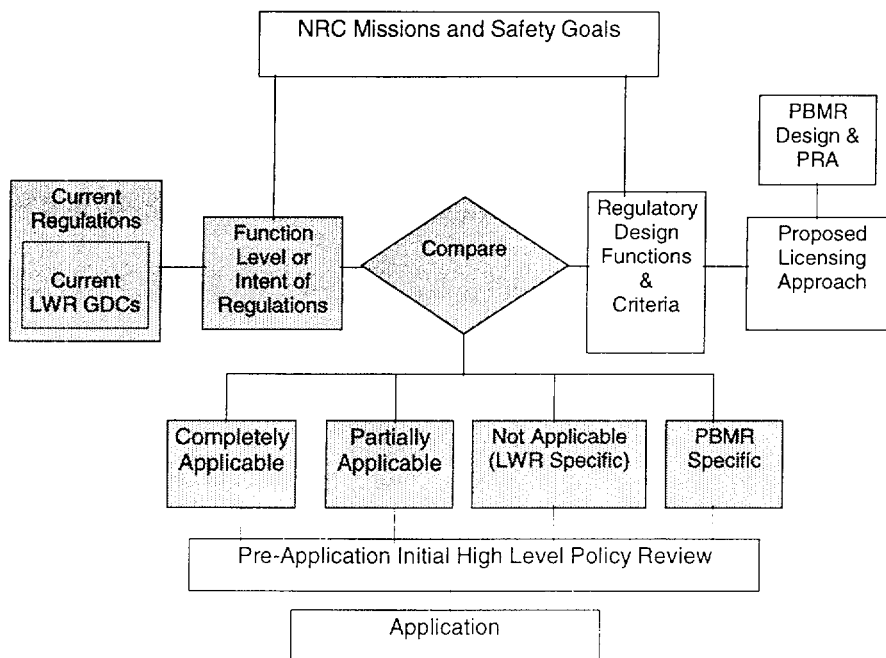 NRC Missions and Safety Goals
PBMR
Design &
PRA
Current
Regulations
Current
LWR GDCs
Function
Level or
Intent of
Regulations
Compare
Regulatory
Design
Functions
&
Criteria
Proposed
Licensing
Approach
Completely
Applicable
Partially
Applicable
Not Applicable
(LWR Specific)
PBMR
Specific
Pre-Application Initial High Level Policy Review
Application